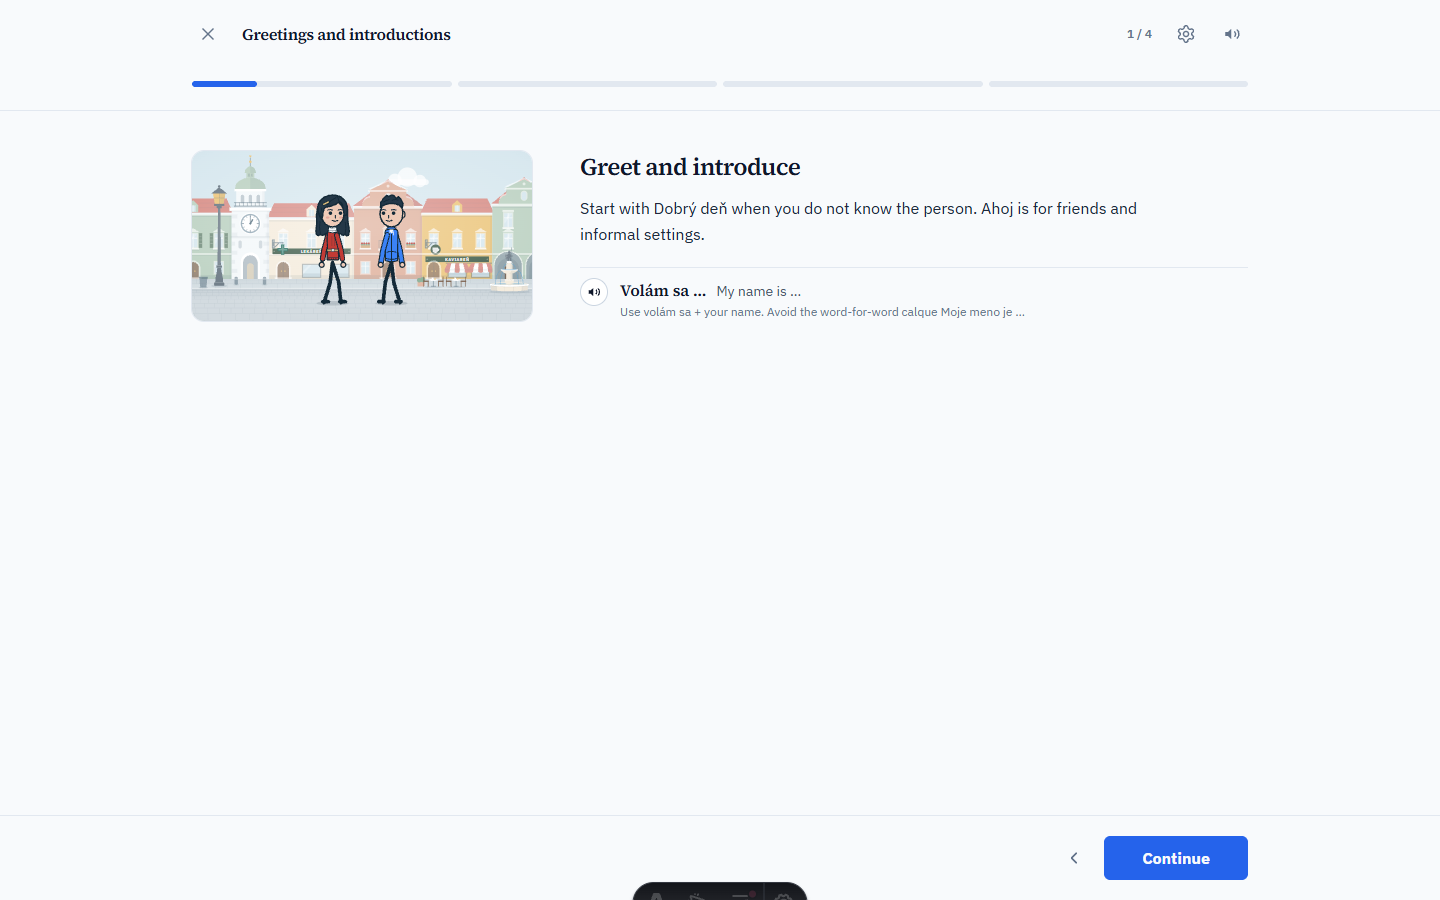 Greetings and introductions
1 / 4
Greet and introduce
Start with Dobrý deň when you do not know the person. Ahoj is for friends and
informal settings.
Volám sa ... My name is ...
Use volám sa + your name. Avoid the word-for-word calque Moje meno je ...
KAVIAREŇ
Continue